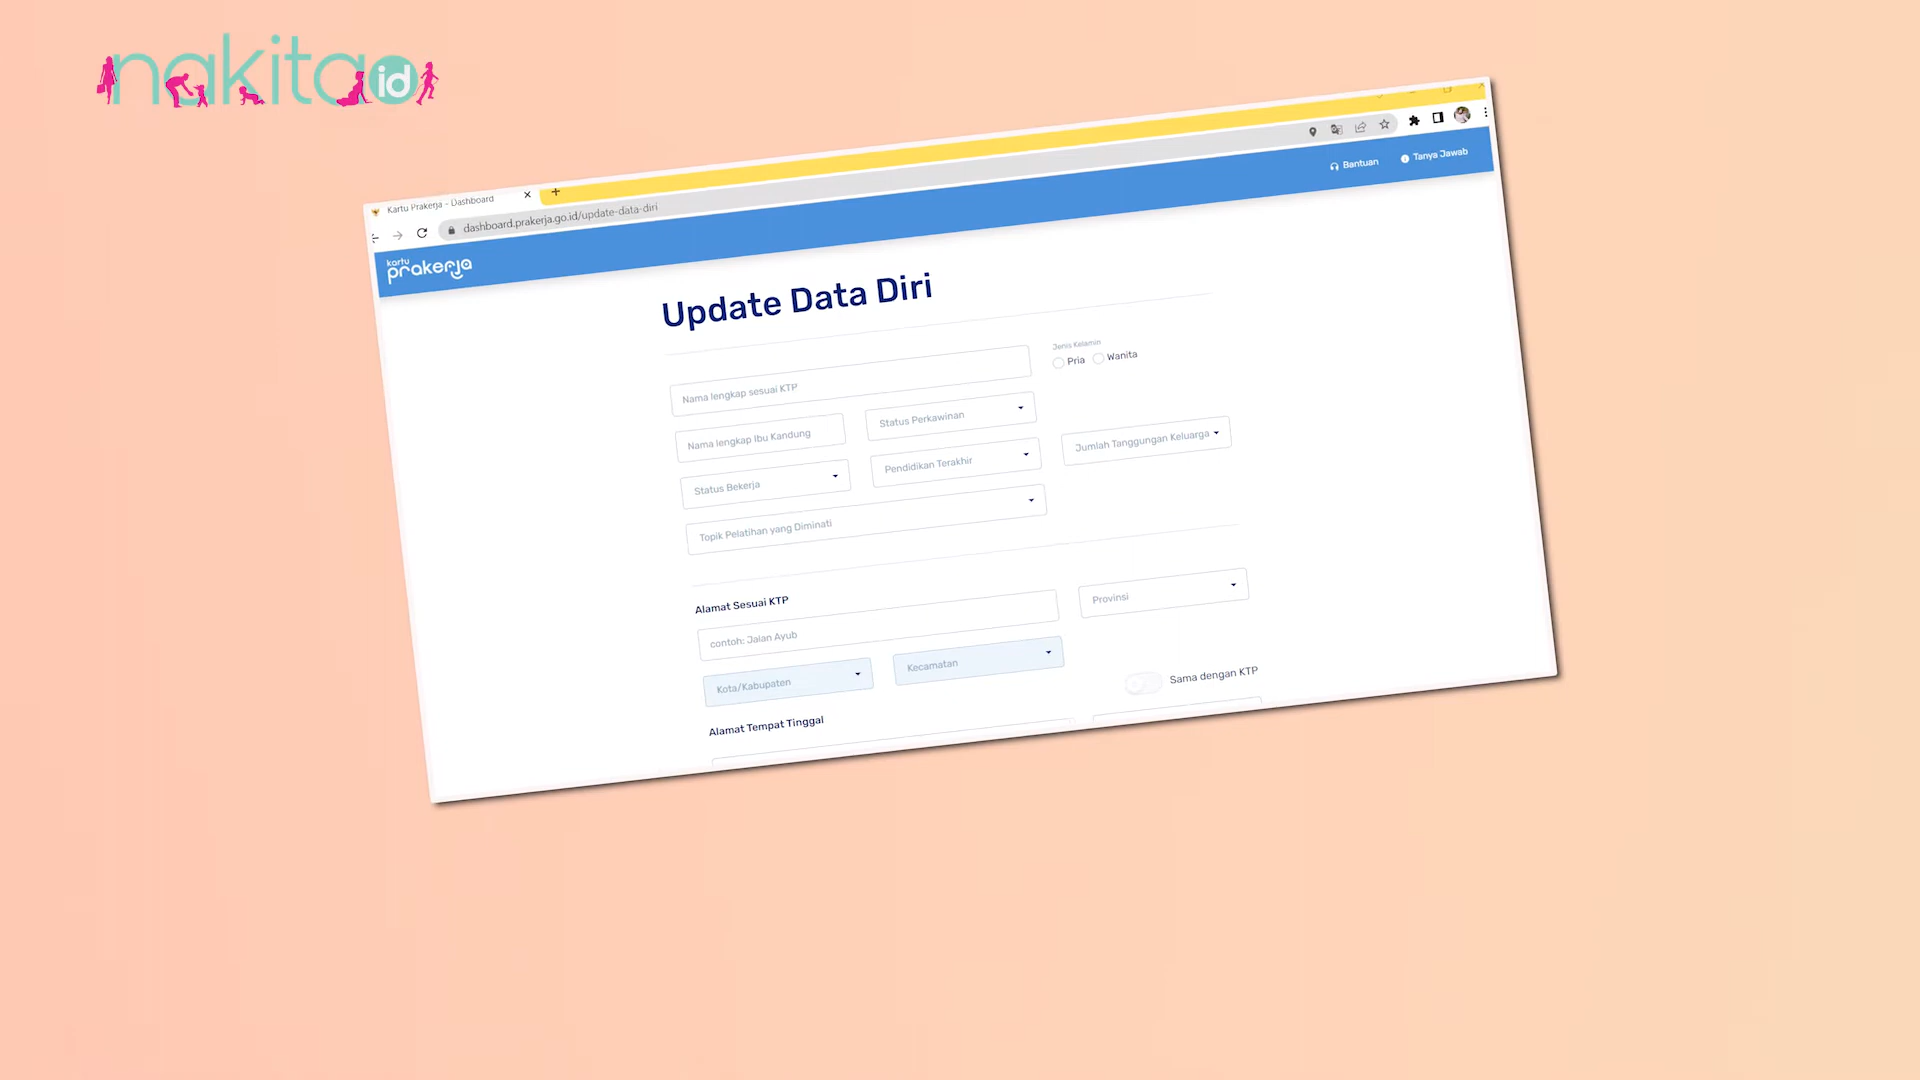 nakita id
Kartu Prakerja - Dashboard
dashboard.prakerja.go.id/update-data-diri
Bantuan
Tanya Jawab
kartu
prakerja
Update Data Diri
Nama lengkap sesuai KTP
Jenis Kelamin
Pria
Wanita
Nama lengkap Ibu Kandung
Status Perkawinan
Status Bekerja
Pendidikan Terakhir
Jumlah Tanggungan Keluarga
Topik Pelatihan yang Diminati
Alamat Sesuai KTP
contoh: Jalan Ayub
Provinsi
Kota/Kabupaten
Kecamatan
Alamat Tempat Tinggal
Sama dengan KTP